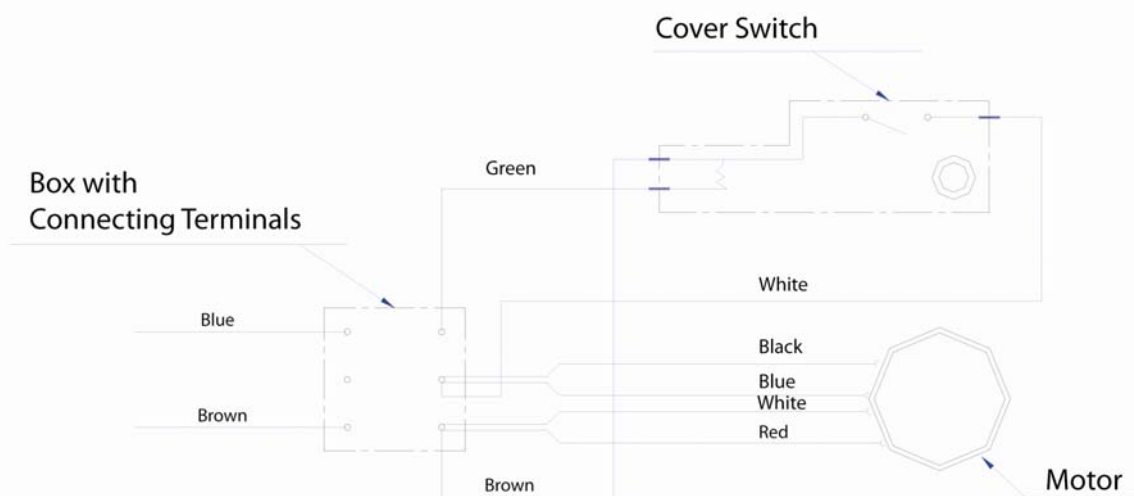 Cover Switch
Green
Box with
Connecting Terminals
White
Blue
Black
Blue
White
Brown
Red
Motor
Brown